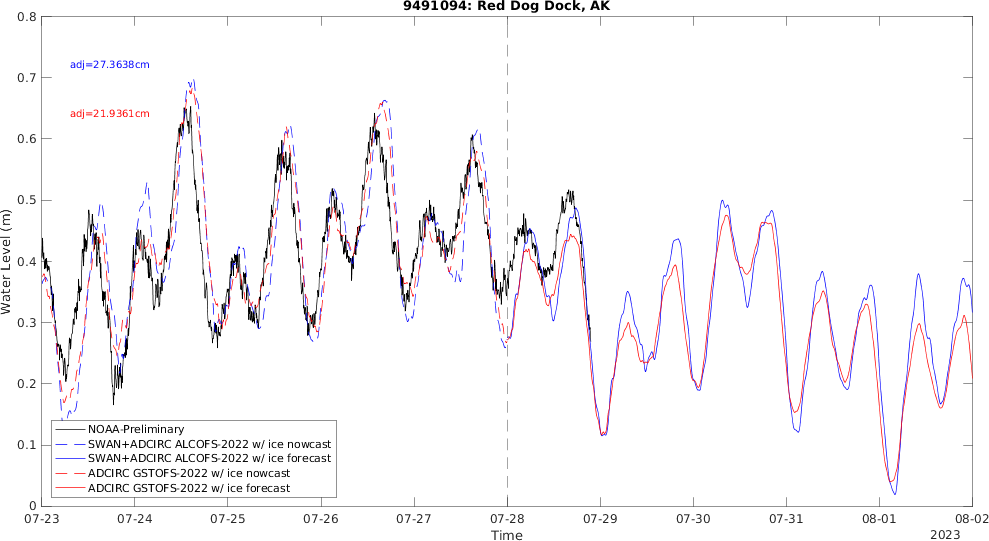 9491094: Red Dog Dock, AK
0.8
0.7
0.6
0.5
0.4
0.3
0.2
0.1
0
Water Level (m)
adj=27.3638cm
adj=21.9361cm
NOAA-Preliminary
SWAN+ADCIRC ALCOFS-2022 w/ ice nowcast
SWAN+ADCIRC ALCOFS-2022 w/ ice forecast
ADCIRC GSTOFS-2022 w/ ice nowcast
ADCIRC GSTOFS-2022 w/ ice forecast
07-23 07-24 07-25 07-26 07-27 07-28 07-29 07-30 07-31 08-01 08-02
Time
2023